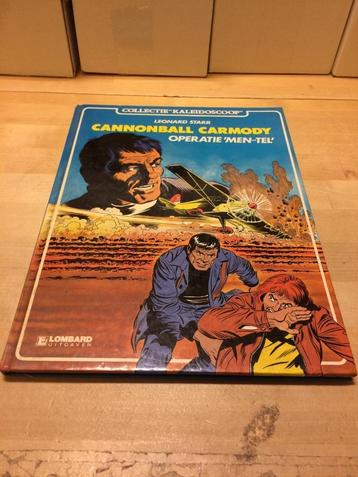 COLLECTIE "KALEIDOSCOOP"
LEONARD STARR
CANNONBALL CARMODY
OPERATIE 'MEN-TEL'
LOMBARD
UITGAVEN